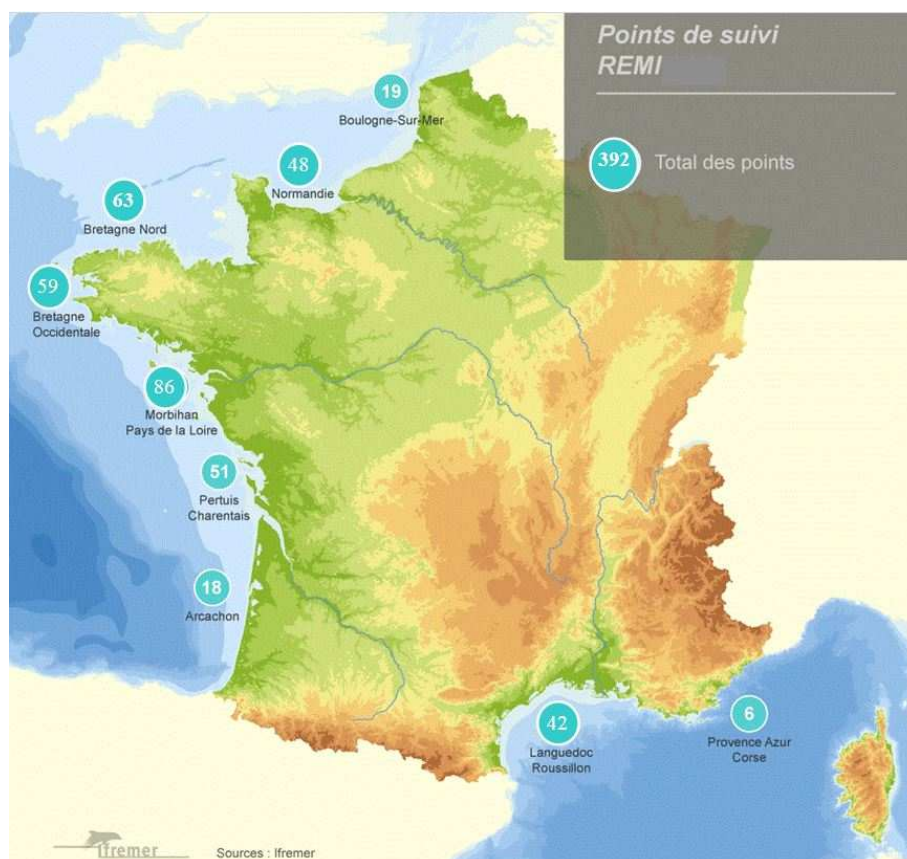 Points de suivi
REMI
392
Total des points
19
Boulogne-Sur-Mer
48
Normandie
63
Bretagne Nord
59
Bretagne
Occidentale
86
Morbihan
Pays de la Loire
51
Pertuis
Charentais
18
Arcachon
42
Languedoc
Roussillon
6
Provence Azur
Corse
Ifremer
Sources : Ifremer